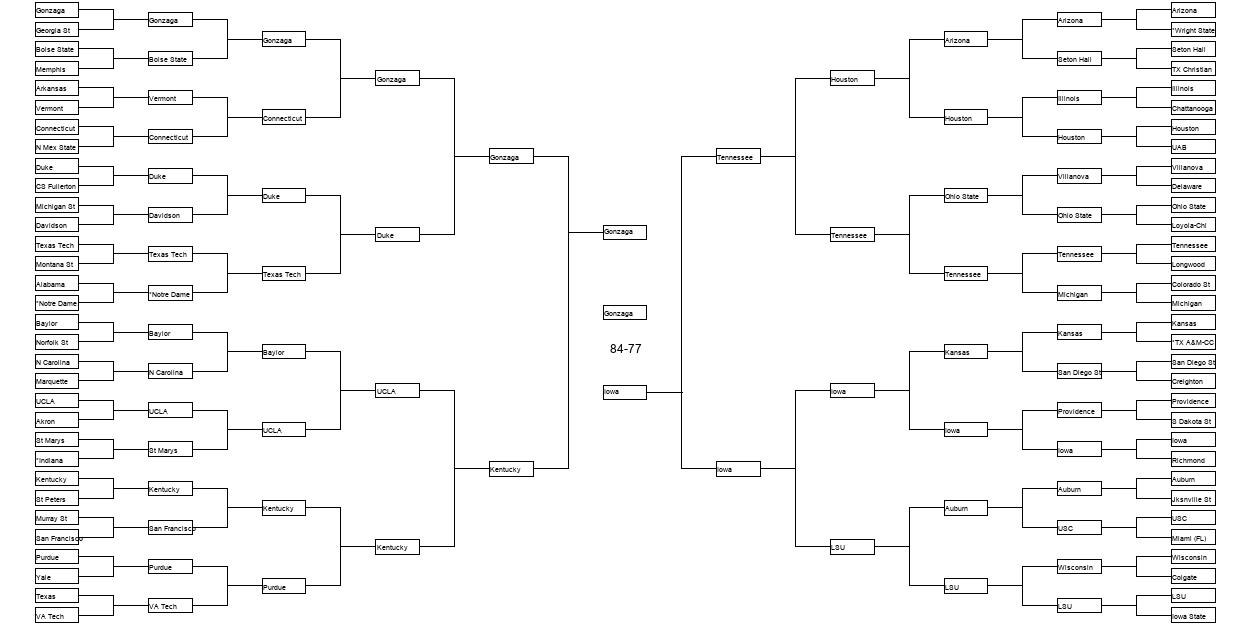 Gonzaga
Georgia St
Boise State
Memphis
Arkansas
Vermont
Connecticut
N Mex State
Duke
CS Fullerton
Michigan St
Davidson
Texas Tech
Montana St
Alabama
*Notre Dame
Baylor
Norfolk St
N Carolina
Marquette
UCLA
Akron
St Marys
*Indiana
Kentucky
St Peters
Murray St
San Francisco
Purdue
Yale
Texas
VA Tech
Gonzaga
Boise State
Vermont
Connecticut
Duke
Davidson
Texas Tech
*Notre Dame
Baylor
N Carolina
UCLA
St Marys
Kentucky
San Francisco
Purdue
VA Tech
Gonzaga
Connecticut
Duke
Texas Tech
Baylor
UCLA
Kentucky
Purdue
Gonzaga
Duke
UCLA
Kentucky
Gonzaga
Kentucky
Gonzaga
Gonzaga
84-77
Iowa
Tennessee
Iowa
Houston
Tennessee
Iowa
LSU
Arizona
Houston
Ohio State
Tennessee
Kansas
Iowa
Auburn
LSU
Arizona
Seton Hall
Illinois
Houston
Villanova
Ohio State
Tennessee
Michigan
Kansas
San Diego St
Providence
Iowa
Auburn
USC
Wisconsin
LSU
Arizona
*Wright State
Seton Hall
TX Christian
Illinois
Chattanooga
Houston
UAB
Villanova
Delaware
Ohio State
Loyola-Chi
Tennessee
Longwood
Colorado St
Michigan
Kansas
*TX A&M-CC
San Diego St
Creighton
Providence
S Dakota St
Iowa
Richmond
Auburn
Jksnville St
USC
Miami (FL)
Wisconsin
Colgate
LSU
Iowa State